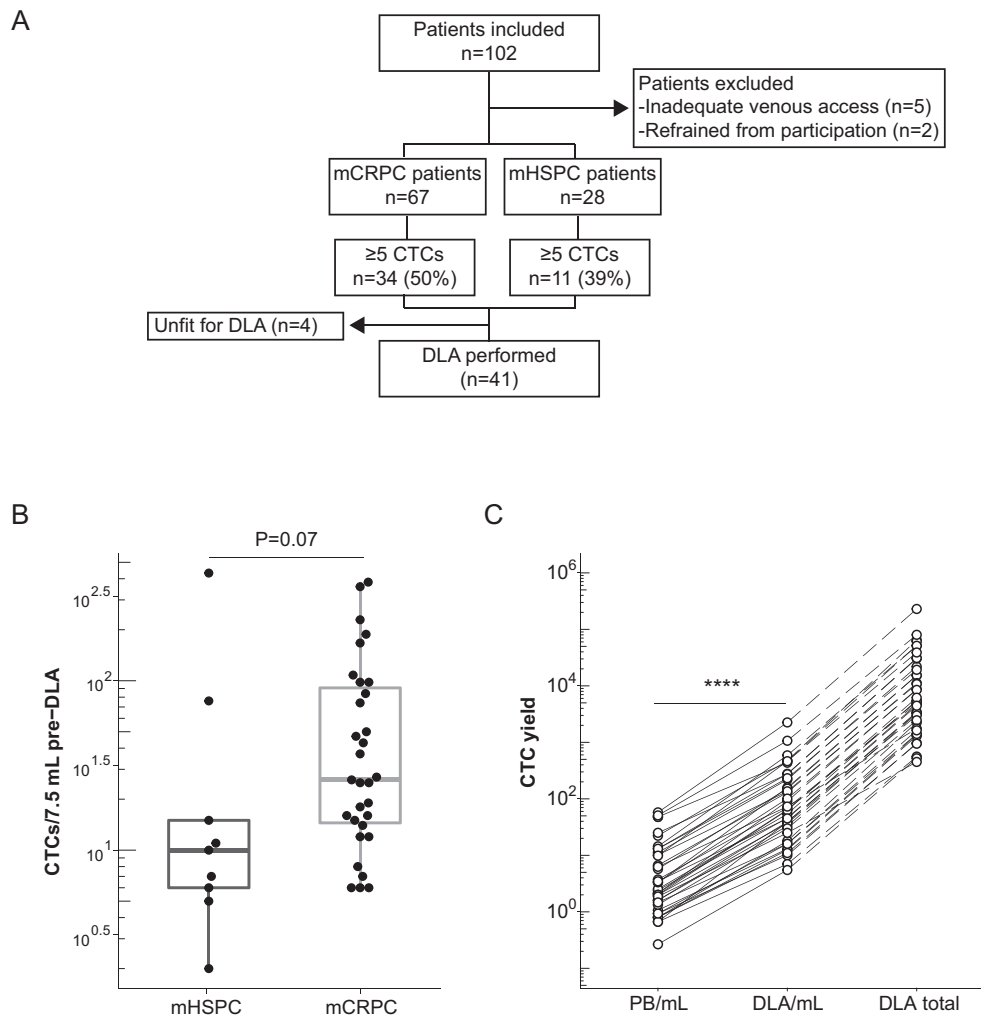 A
Patients included
n=102
Patients excluded
-Inadequate venous access (n=5)
-Refrained from participation (n=2)
mCRPC patients
n=67
mHSPC patients
n=28
≥5 CTCs
n=34 (50%)
≥5 CTCs
n=11 (39%)
Unfit for DLA (n=4)
DLA performed
(n=41)
B
P=0.07
CTCs/7.5 mL pre−DLA
10^2.5
10^2
10^1.5
10^1
10^0.5
mHSPC
mCRPC
C
****
CTC yield
10^6
10^4
10^2
10^0
PB/mL
DLA/mL
DLA total